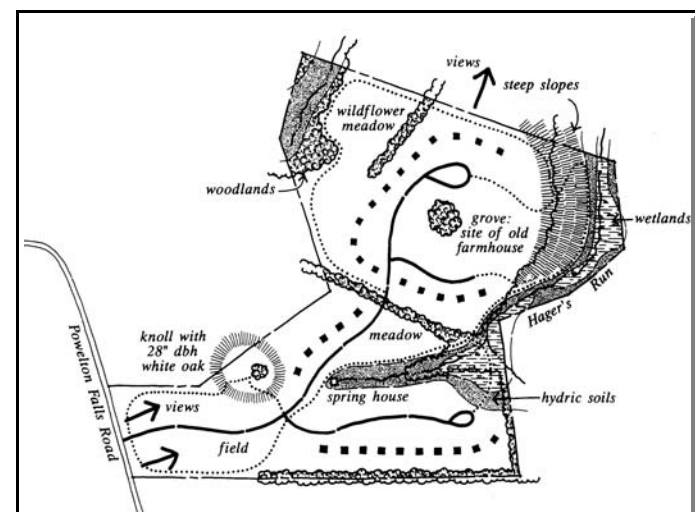 views
steep slopes
wildflower
meadow
woodlands
grove:
site of old
farmhouse
wetlands
Hager's Run
knoll with
28" dbh
white oak
meadow
Powelton Falls Road
views
spring house
hydric soils
field